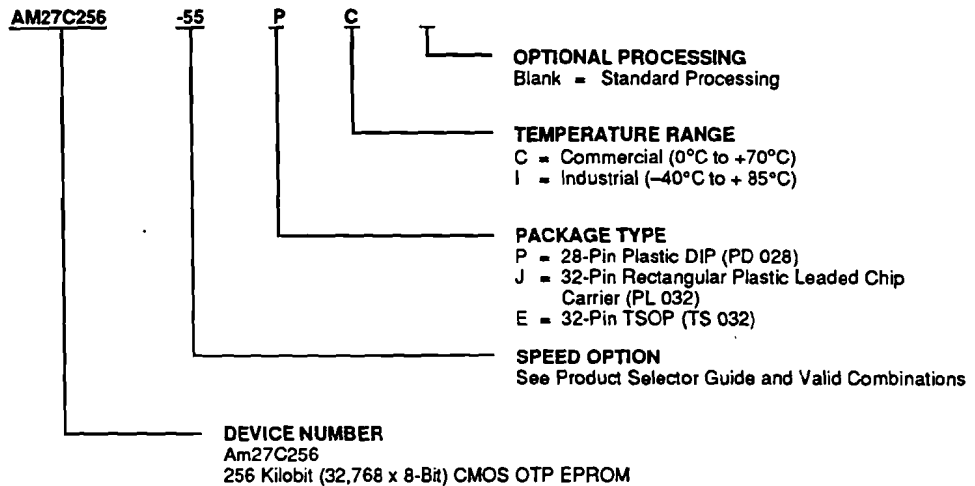 AM27C256 -55 P C
OPTIONAL PROCESSING
Blank = Standard Processing
TEMPERATURE RANGE
C = Commercial (0°C to +70°C)
I = Industrial (–40°C to + 85°C)
PACKAGE TYPE
P = 28-Pin Plastic DIP (PD 028)
J = 32-Pin Rectangular Plastic Leaded Chip
Carrier (PL 032)
E = 32-Pin TSOP (TS 032)
SPEED OPTION
See Product Selector Guide and Valid Combinations
DEVICE NUMBER
Am27C256
256 Kilobit (32,768 x 8-Bit) CMOS OTP EPROM